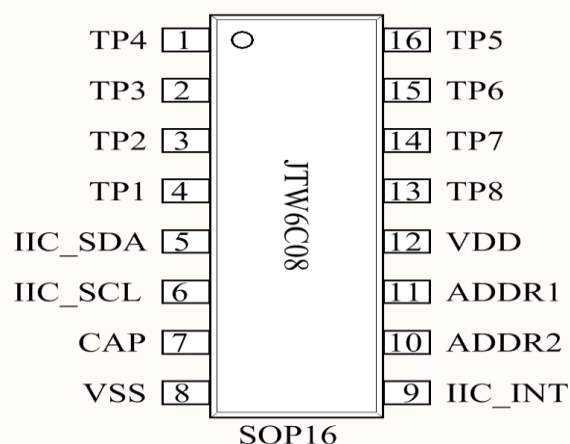 TP4 1 16 TP5
TP3 2 15 TP6
TP2 3 14 TP7
TP1 4 13 TP8
IIC_SDA 5 12 VDD
IIC_SCL 6 11 ADDR1
CAP 7 10 ADDR2
VSS 8 9 IIC_INT
JTW6C08
SOP16